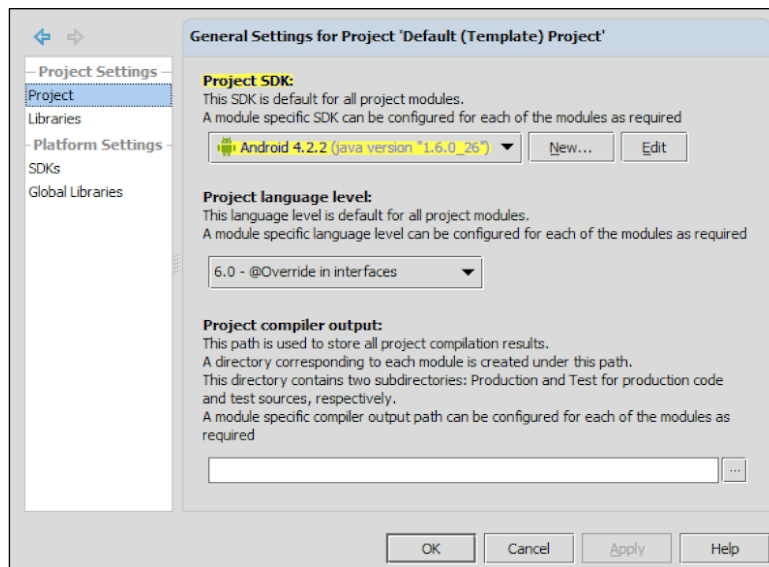 General Settings for Project 'Default (Template) Project'
Project Settings
Project
Libraries
Platform Settings
SDKs
Global Libraries
Project SDK:
This SDK is default for all project modules.
A module specific SDK can be configured for each of the modules as required
Android 4.2.2 (java version "1.6.0_26")
New...
Edit
Project language level:
This language level is default for all project modules.
A module specific language level can be configured for each of the modules as required
6.0 - @Override in interfaces
Project compiler output:
This path is used to store all project compilation results.
A directory corresponding to each module is created under this path.
This directory contains two subdirectories: Production and Test for production code
and test sources, respectively.
A module specific compiler output path can be configured for each of the modules as
required
...
OK
Cancel
Apply
Help